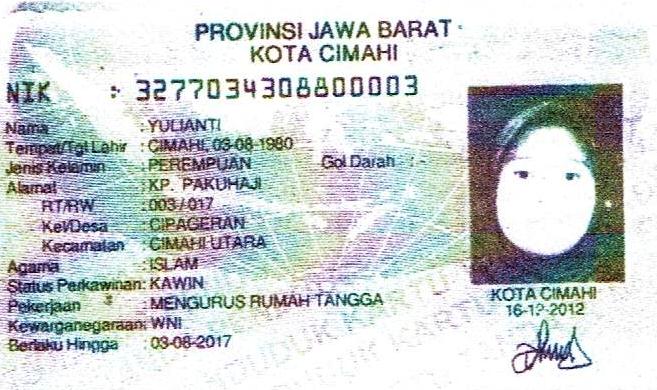 PROVINSI JAWA BARAT
KOTA CIMAHI
NIK : 3277034308800003
Nama : YULIANTI
Tempat/Tgl Lahir : CIMAHI, 03-08-1980
Jenis Kelamin : PEREMPUAN Gol Darah : -
Alamat : KP. PAKUHAJI
RT/RW : 003 / 017
Kel/Desa : CIPAGERAN
Kecamatan : CIMAHI UTARA
Agama : ISLAM
Status Perkawinan: KAWIN
Pekerjaan : MENGURUS RUMAH TANGGA
Kewarganegaraan: WNI
Berlaku Hingga : 03-08-2017
KOTA CIMAHI
16-12-2012